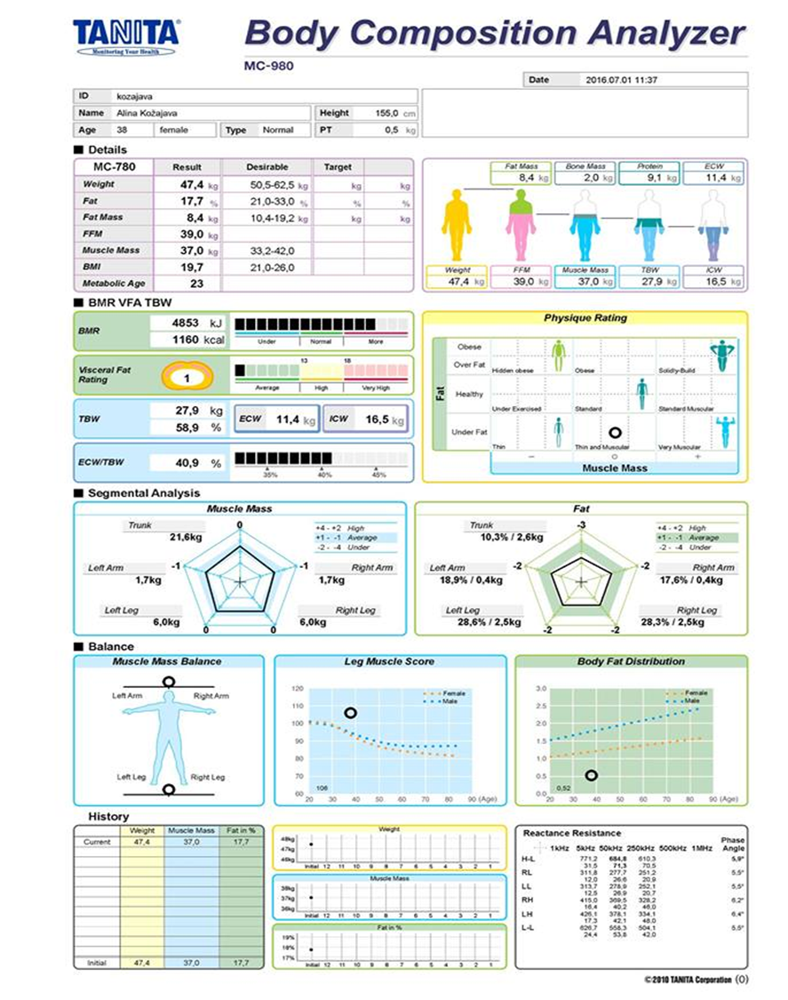 TANITA®
Monitoring Your Health
Body Composition Analyzer
MC-980
Date 2016.07.01 11:37
ID kozajava
Name Alina Kožajava Height 155,0 cm
Age 38 female Type Normal PT 0,5 kg
■ Details
MC-780 Result Desirable Target
Weight 47,4 kg 50,5-62,5 kg kg kg
Fat 17,7 % 21,0-33,0 % % %
Fat Mass 8,4 kg 10,4-19,2 kg kg kg
FFM 39,0 kg
Muscle Mass 37,0 kg 33,2-42,0
BMI 19,7 21,0-26,0
Metabolic Age 23
Fat Mass Bone Mass Protein ECW
8,4 kg 2,0 kg 9,1 kg 11,4 kg
Weight FFM Muscle Mass TBW ICW
47,4 kg 39,0 kg 37,0 kg 27,9 kg 16,5 kg
■ BMR VFA TBW
BMR 4853 kJ
1160 kcal
Under Normal More
Visceral Fat Rating 1
13 18
Average High Very High
TBW 27,9 kg
58,9 %
ECW 11,4 kg ICW 16,5 kg
ECW/TBW 40,9 %
35% 40% 45%
Physique Rating
Fat
Obese
Over Fat
Hidden obese Obese Solidly-Build
Healthy
Under Exercised Standard Standard Muscular
Under Fat
Thin Thin and Muscular Very Muscular
− ○ +
Muscle Mass
■ Segmental Analysis
Muscle Mass
Trunk 0
21,6kg
+4 - +2 High
+1 - -1 Average
-2 - -4 Under
Left Arm -1 -1 Right Arm
1,7kg 1,7kg
Left Leg Right Leg
6,0kg 6,0kg
0 0
Fat
Trunk -3
10,3% / 2,6kg
+4 - +2 High
+1 - -1 Average
-2 - -4 Under
Left Arm -2 -2 Right Arm
18,9% / 0,4kg 17,6% / 0,4kg
Left Leg Right Leg
28,6% / 2,5kg 28,3% / 2,5kg
-2 -2
■ Balance
Muscle Mass Balance
Left Arm Right Arm
Left Leg Right Leg
Leg Muscle Score
120
110
100
90
80
70
60
Female
Male
106
20 30 40 50 60 70 80 90 (Age)
Body Fat Distribution
3.0
2.5
2.0
1.5
1.0
0.5
0.0
Female
Male
0,52
20 30 40 50 60 70 80 90 (Age)
History
Weight Muscle Mass Fat in %
Current 47,4 37,0 17,7
Initial 47,4 37,0 17,7
Weight
48kg
47kg
46kg
Initial 12 11 10 9 8 7 6 5 4 3 2 1
Muscle Mass
38kg
37kg
36kg
Initial 12 11 10 9 8 7 6 5 4 3 2 1
Fat in %
19%
18%
17%
Initial 12 11 10 9 8 7 6 5 4 3 2 1
Reactance Resistance
1kHz 5kHz 50kHz 250kHz 500kHz 1MHz Phase Angle
H-L 771,2 684,8 610,3 5,9°
31,5 71,3 70,5
RL 311,8 277,7 251,2 5,5°
12,0 26,6 20,9
LL 313,7 278,9 252,1 5,5°
12,5 26,9 20,7
RH 415,0 369,5 328,2 6,2°
16,4 40,2 46,0
LH 426,1 378,1 334,1 6,4°
17,3 42,1 48,0
L-L 626,7 558,3 504,1 5,5°
24,4 53,8 42,0
©2010 TANITA Corporation (0)